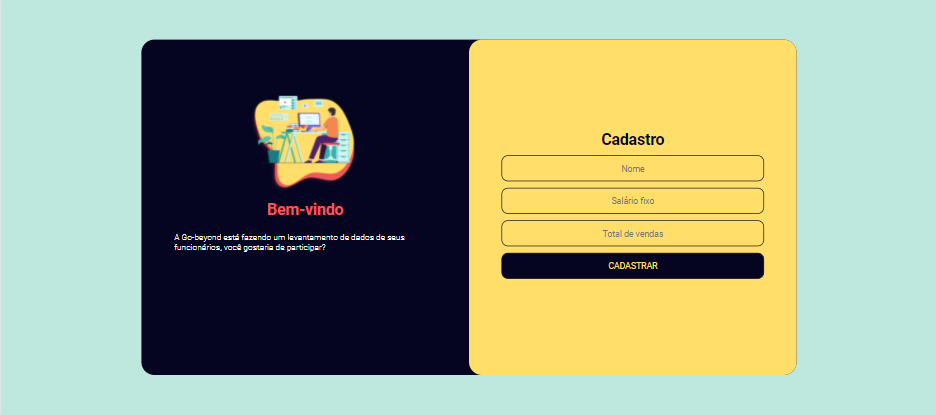 Bem-vindo
A Go-beyond está fazendo um levantamento de dados de seus
funcionários, você gostaria de participar?
Cadastro
Nome
Salário fixo
Total de vendas
CADASTRAR